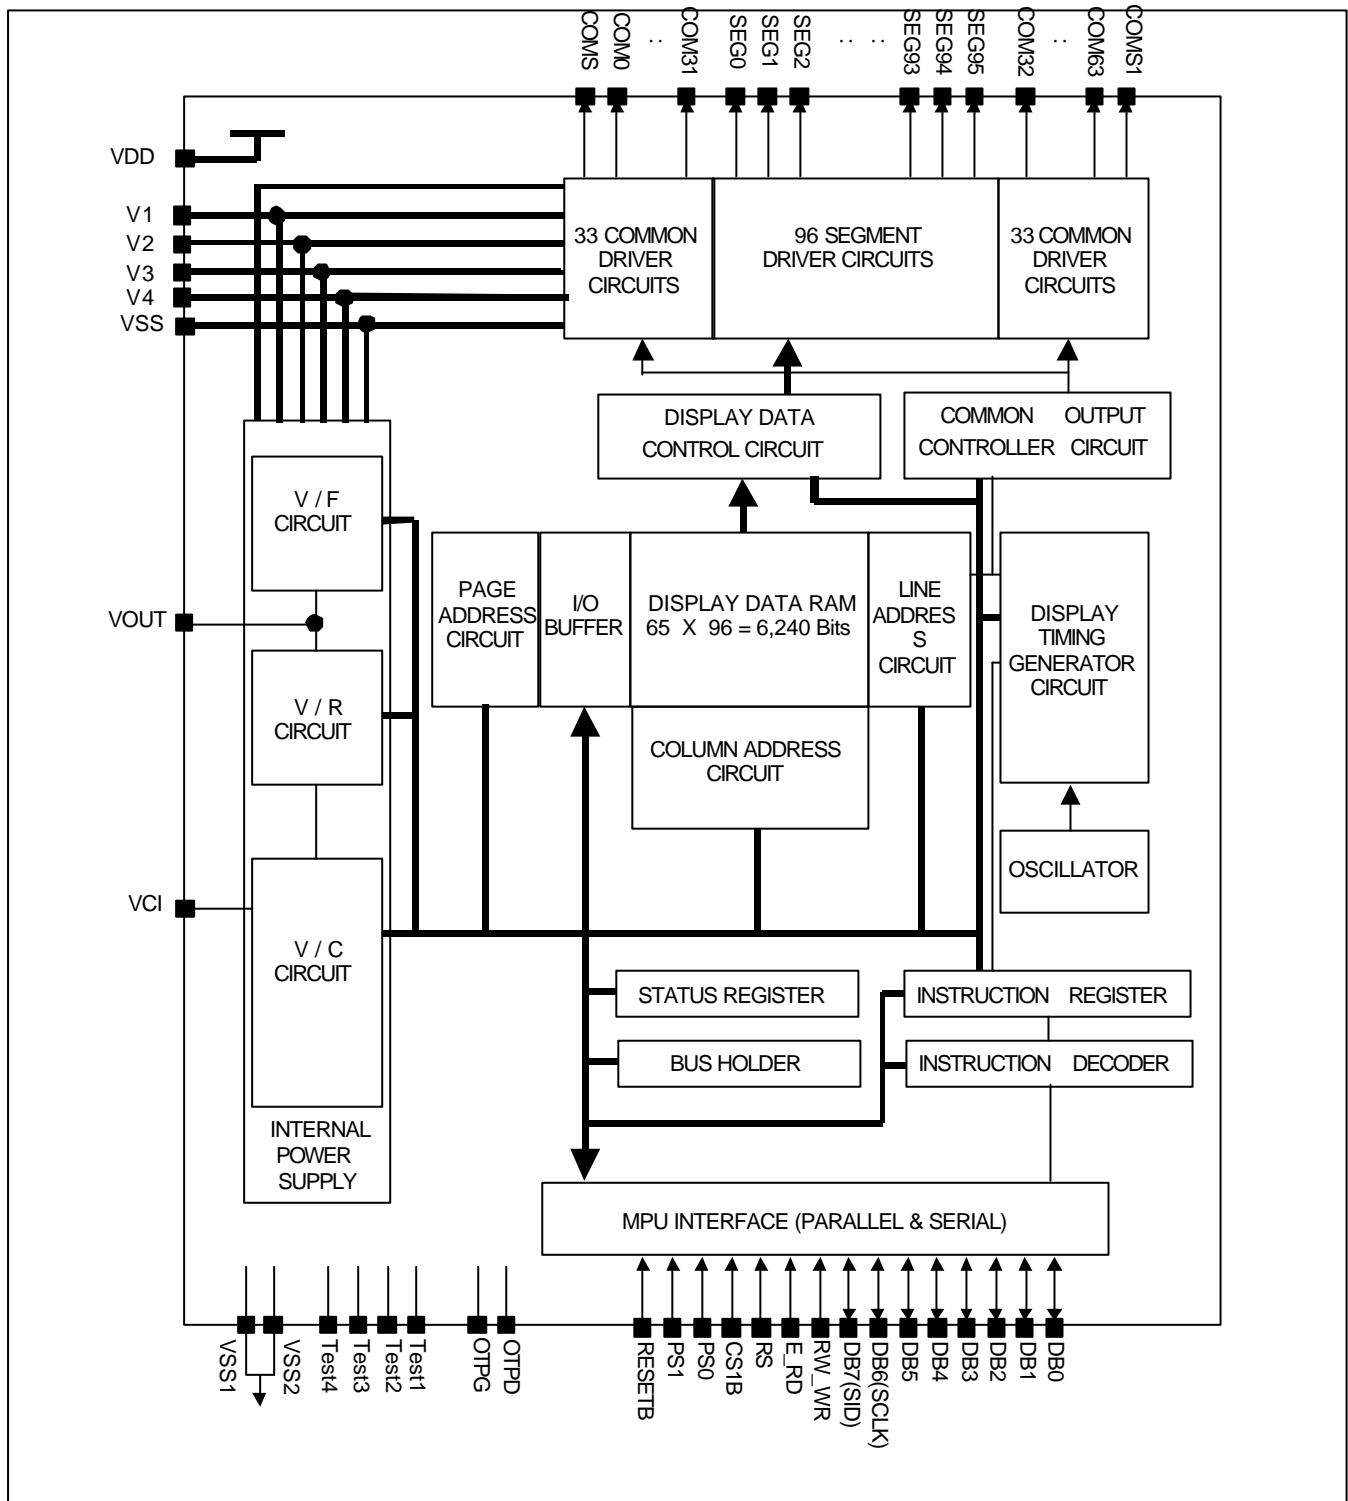 COMS COM0 : : COM31 SEG0 SEG1 SEG2 : : : : SEG93 SEG94 SEG95 COM32 : : COM63 COMS1
VDD
V1
V2
V3
V4
VSS
33 COMMON
DRIVER
CIRCUITS
96 SEGMENT
DRIVER CIRCUITS
33 COMMON
DRIVER
CIRCUITS
DISPLAY DATA
CONTROL CIRCUIT
COMMON OUTPUT
CONTROLLER CIRCUIT
V / F
CIRCUIT
PAGE
ADDRESS
CIRCUIT
I/O
BUFFER
DISPLAY DATA RAM
65 X 96 = 6,240 Bits
LINE
ADDRES
S
CIRCUIT
DISPLAY
TIMING
GENERATOR
CIRCUIT
VOUT
V / R
CIRCUIT
COLUMN ADDRESS
CIRCUIT
OSCILLATOR
VCI
V / C
CIRCUIT
STATUS REGISTER
INSTRUCTION REGISTER
BUS HOLDER
INSTRUCTION DECODER
INTERNAL
POWER
SUPPLY
MPU INTERFACE (PARALLEL & SERIAL)
VSS1 VSS2 Test4 Test3 Test2 Test1 OTPG OTPD RESETB PS1 PS0 CS1B RS E_RD RW_WR DB7(SID) DB6(SCLK) DB5 DB4 DB3 DB2 DB1 DB0